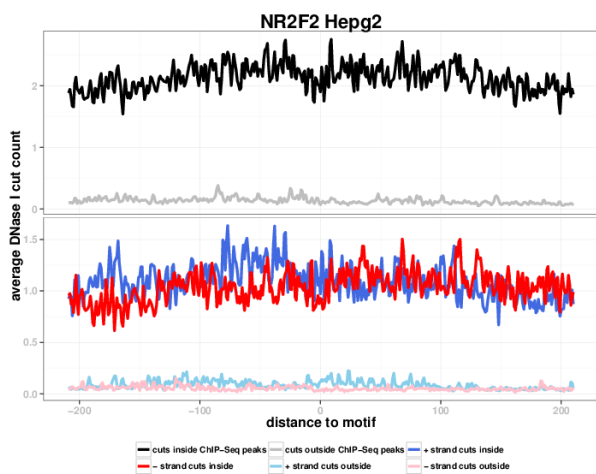 NR2F2 Hepg2
average DNase I cut count
2
1
0
1.5
1.0
0.5
0.0
−200 −100 0 100 200
distance to motif
cuts inside ChIP−Seq peaks cuts outside ChIP−Seq peaks + strand cuts inside
− strand cuts inside + strand cuts outside − strand cuts outside